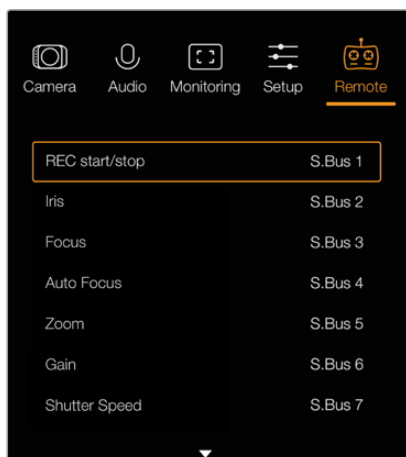 Camera Audio Monitoring Setup Remote
REC start/stop S.Bus 1
Iris S.Bus 2
Focus S.Bus 3
Auto Focus S.Bus 4
Zoom S.Bus 5
Gain S.Bus 6
Shutter Speed S.Bus 7